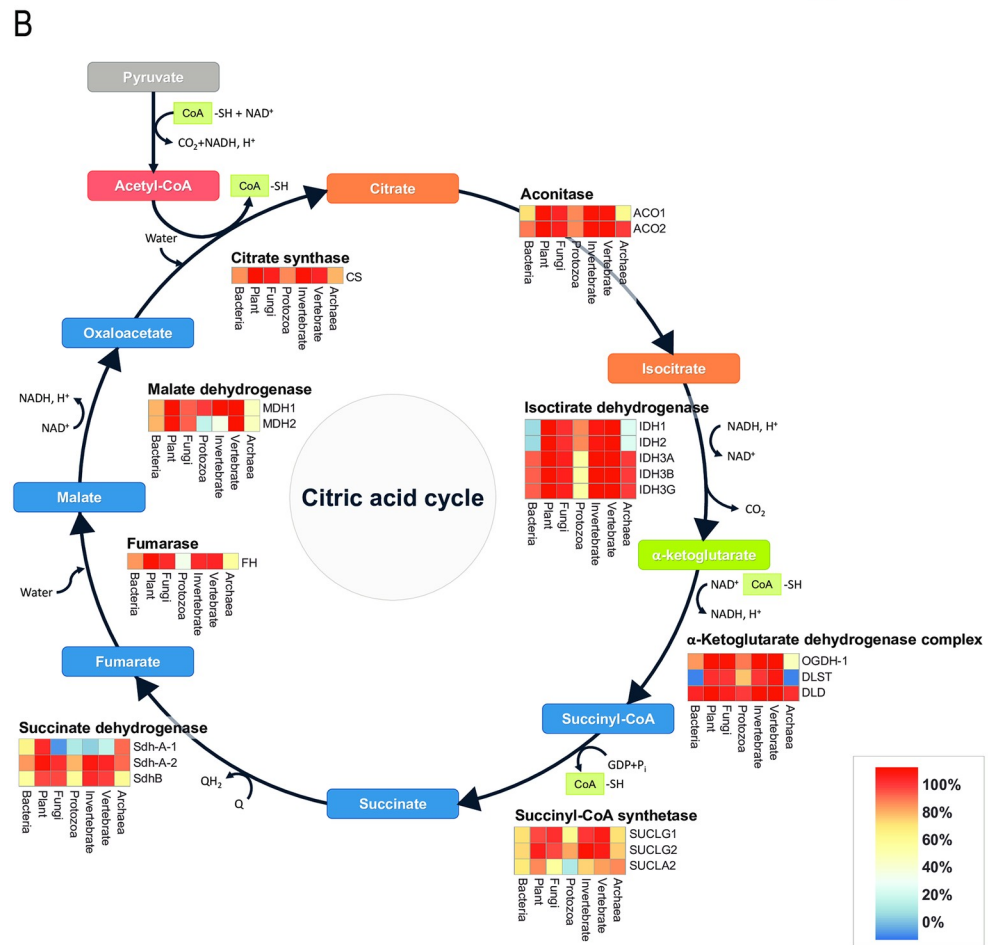 B
Pyruvate
CoA -SH + NAD⁺
CO₂+NADH, H⁺
Acetyl-CoA
CoA -SH
Citrate
Water
Aconitase
ACO1
ACO2
Bacteria
Plant
Fungi
Protozoa
Invertebrate
Vertebrate
Archaea
Citrate synthase
CS
Bacteria
Plant
Fungi
Protozoa
Invertebrate
Vertebrate
Archaea
Oxaloacetate
Isocitrate
NADH, H⁺
NAD⁺
Malate dehydrogenase
MDH1
MDH2
Bacteria
Plant
Fungi
Protozoa
Invertebrate
Vertebrate
Archaea
Isoctirate dehydrogenase
IDH1
IDH2
IDH3A
IDH3B
IDH3G
Bacteria
Plant
Fungi
Protozoa
Invertebrate
Vertebrate
Archaea
NADH, H⁺
NAD⁺
CO₂
Citric acid cycle
Malate
Fumarase
FH
Bacteria
Plant
Fungi
Protozoa
Invertebrate
Vertebrate
Archaea
Water
α-ketoglutarate
NAD⁺ CoA -SH
NADH, H⁺
α-Ketoglutarate dehydrogenase complex
OGDH-1
DLST
DLD
Bacteria
Plant
Fungi
Protozoa
Invertebrate
Vertebrate
Archaea
Fumarate
Succinyl-CoA
Succinate dehydrogenase
Sdh-A-1
Sdh-A-2
SdhB
Bacteria
Plant
Fungi
Protozoa
Invertebrate
Vertebrate
Archaea
QH₂
Q
GDP+Pᵢ
CoA -SH
Succinate
Succinyl-CoA synthetase
SUCLG1
SUCLG2
SUCLA2
Bacteria
Plant
Fungi
Protozoa
Invertebrate
Vertebrate
Archaea
100%
80%
60%
40%
20%
0%